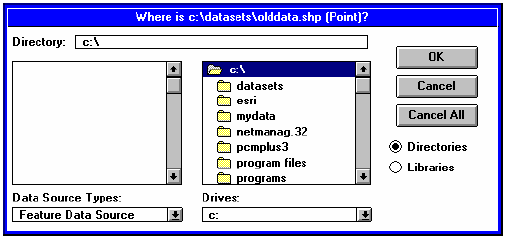 Where is c:\datasets\olddata.shp (Point)?
Directory: c:\
OK
Cancel
Cancel All
c:\
datasets
esri
mydata
netmanag.32
pcmplus3
program files
programs
Directories
Libraries
Data Source Types:
Feature Data Source
Drives:
c: